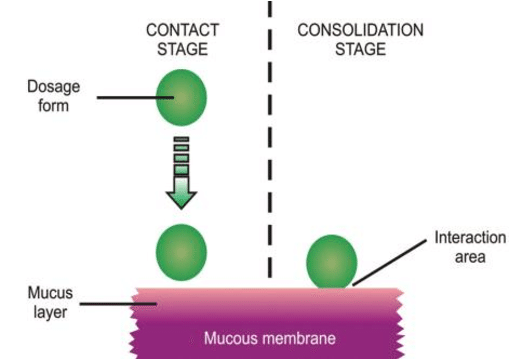 CONTACT
STAGE
CONSOLIDATION
STAGE
Dosage
form
Interaction
area
Mucus
layer
Mucous membrane